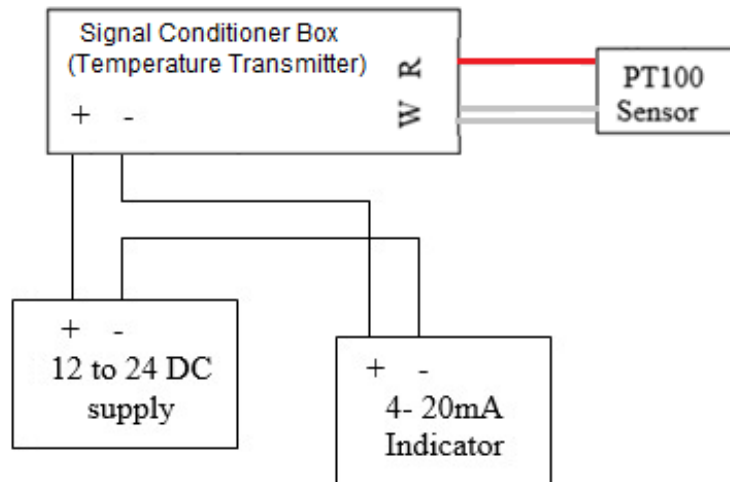 Signal Conditioner Box
(Temperature Transmitter)
R
W
+ -
PT100
Sensor
+ -
12 to 24 DC
supply
+ -
4- 20mA
Indicator